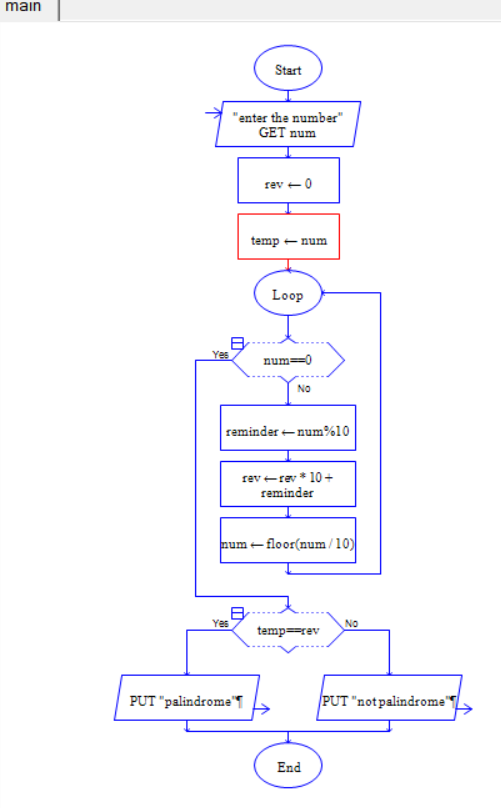 main
Start
"enter the number"
GET num
rev ← 0
temp ← num
Loop
Yes
num==0
No
reminder ← num%10
rev ← rev * 10 +
reminder
num ← floor(num / 10)
Yes
temp==rev
No
PUT "palindrome"¶
PUT "not palindrome"¶
End